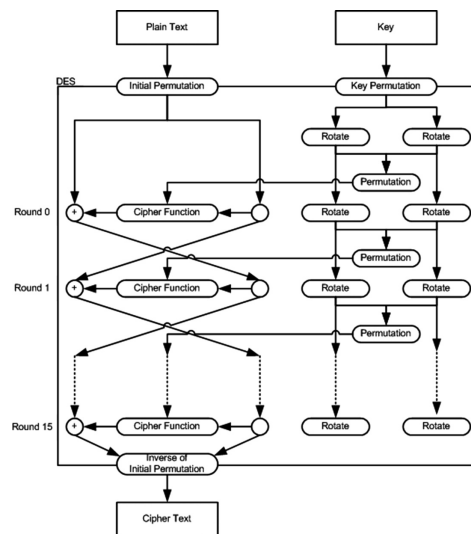 Plain Text
Key
DES
Initial Permutation
Key Permutation
Rotate
Rotate
Permutation
Round 0
+
Cipher Function
Rotate
Rotate
Permutation
Round 1
+
Cipher Function
Rotate
Rotate
Permutation
Round 15
+
Cipher Function
Rotate
Rotate
Inverse of
Initial Permutation
Cipher Text